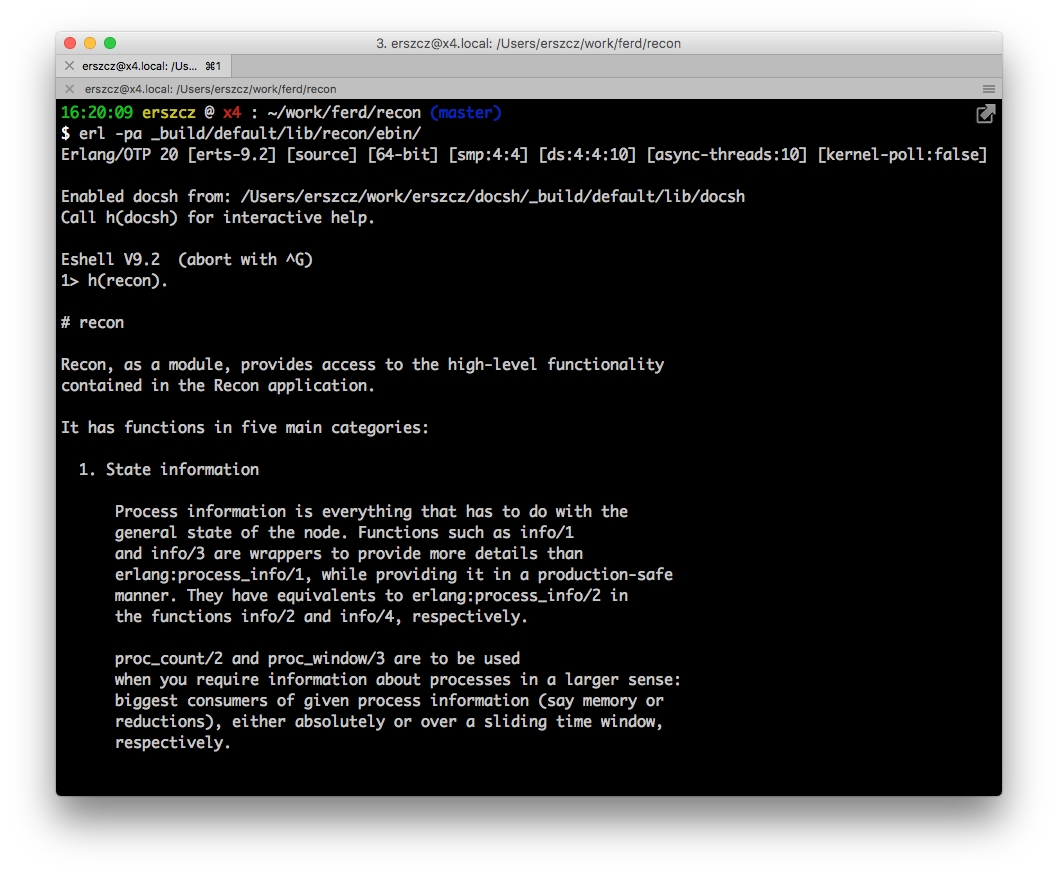 3. erszcz@x4.local: /Users/erszcz/work/ferd/recon
erszcz@x4.local: /Us... ⌘1
erszcz@x4.local: /Users/erszcz/work/ferd/recon
16:20:09 erszcz @ x4 : ~/work/ferd/recon (master)
$ erl -pa _build/default/lib/recon/ebin/
Erlang/OTP 20 [erts-9.2] [source] [64-bit] [smp:4:4] [ds:4:4:10] [async-threads:10] [kernel-poll:false]

Enabled docsh from: /Users/erszcz/work/erszcz/docsh/_build/default/lib/docsh
Call h(docsh) for interactive help.

Eshell V9.2  (abort with ^G)
1> h(recon).

# recon

Recon, as a module, provides access to the high-level functionality
contained in the Recon application.

It has functions in five main categories:

  1. State information

      Process information is everything that has to do with the
      general state of the node. Functions such as info/1
      and info/3 are wrappers to provide more details than
      erlang:process_info/1, while providing it in a production-safe
      manner. They have equivalents to erlang:process_info/2 in
      the functions info/2 and info/4, respectively.

      proc_count/2 and proc_window/3 are to be used
      when you require information about processes in a larger sense:
      biggest consumers of given process information (say memory or
      reductions), either absolutely or over a sliding time window,
      respectively.